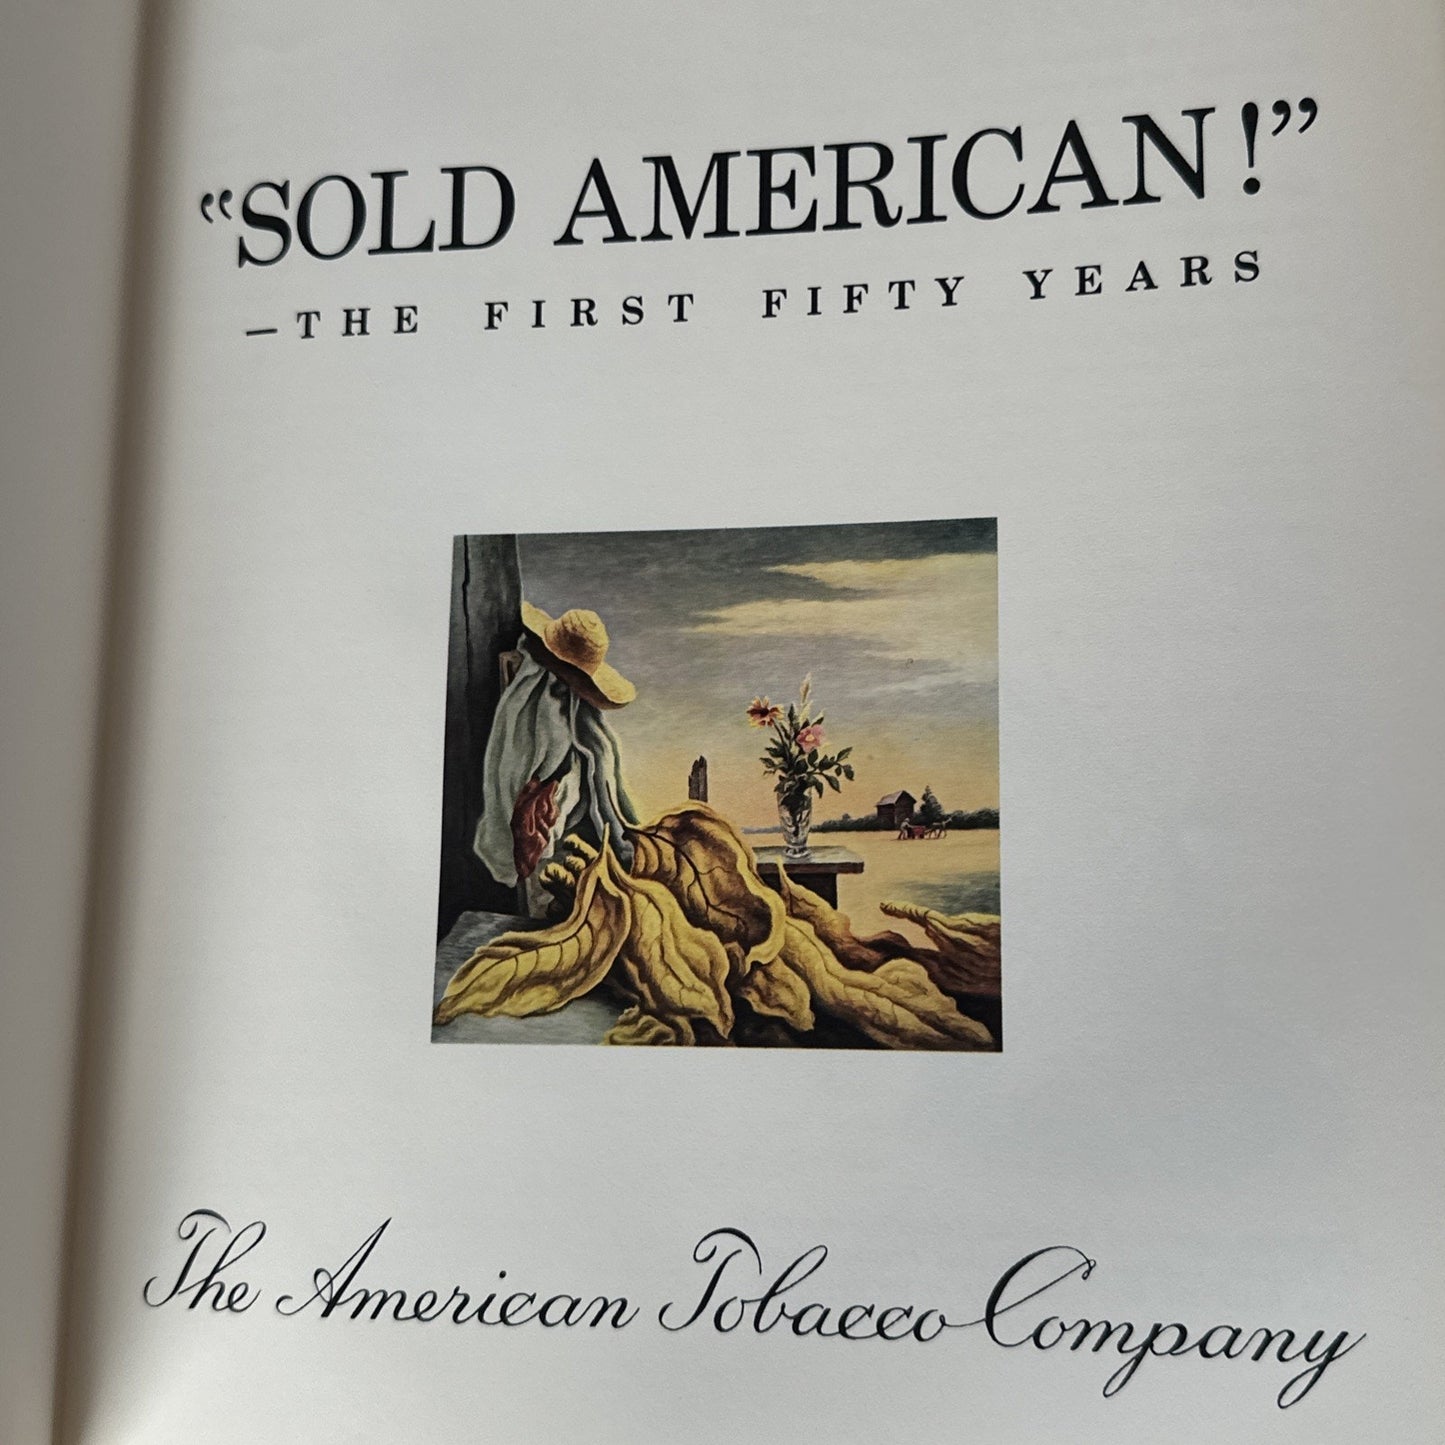 “SOLD AMERICAN!”
—THE FIRST FIFTY YEARS
The American Tobacco Company